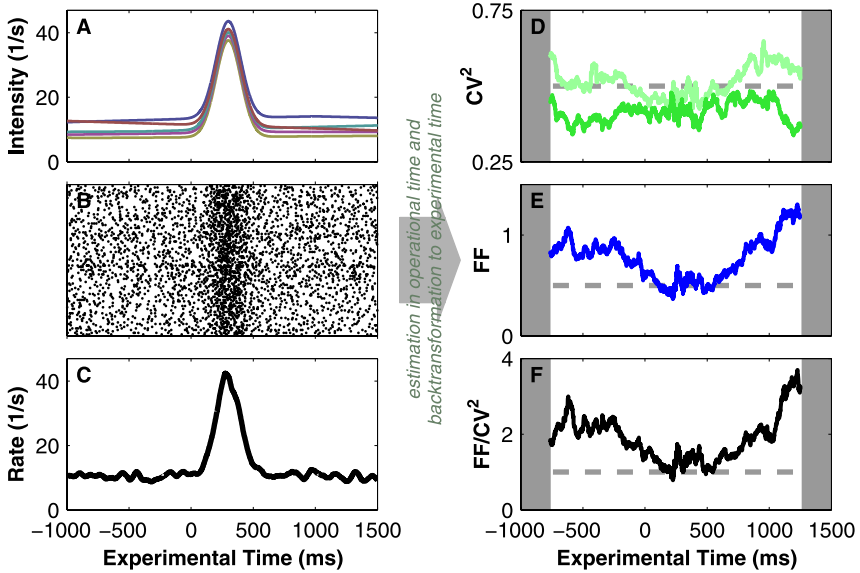 A
Intensity (1/s)
40
20
0
B
C
Rate (1/s)
40
20
0
−1000 −500 0 500 1000 1500
Experimental Time (ms)
estimation in operational time and
backtransformation to experimental time
D
CV2
0.75
0.25
E
FF
1
0
F
FF/CV2
4
2
0
−1000 −500 0 500 1000 1500
Experimental Time (ms)